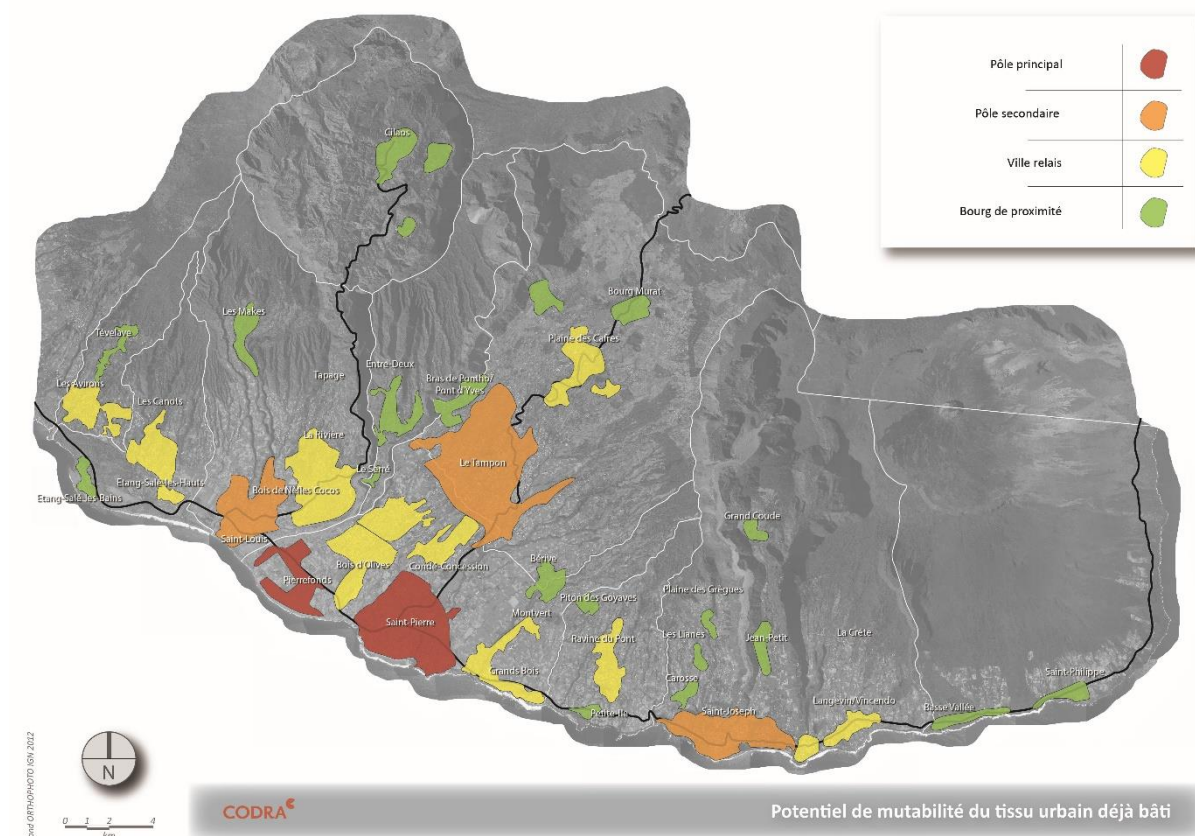 Pôle principal
Pôle secondaire
Ville relais
Bourg de proximité
Cilaos
Bourg Murat
Les Makes
Plaine des Cafres
Tévelave
Entre-Deux
Tapage
Bras de Pontho/
Pont d'Yves
Les Avirons
Les Canots
La Rivière
Le Tampon
Le Serré
Etang-Salé-les-Hauts
Bois de Nèfles Cocos
Etang-Salé-les-Bains
Saint-Louis
Grand Coude
Bois d'Olives
Condé-Concession
Bérive
Pierrefonds
Plaine des Grègues
Piton des Goyaves
Montvert
Saint-Pierre
Les Lianes
Jean-Petit
La Crete
Ravine du Pont
Grands Bois
Carosse
Saint-Philippe
Langevin Vincendo
Basse Vallée
Petite-Ile
Saint-Joseph
ORTHOPHOTO IGN 2012
N
0 1 2 4
km
CODRA
Potentiel de mutabilité du tissu urbain déjà bâti